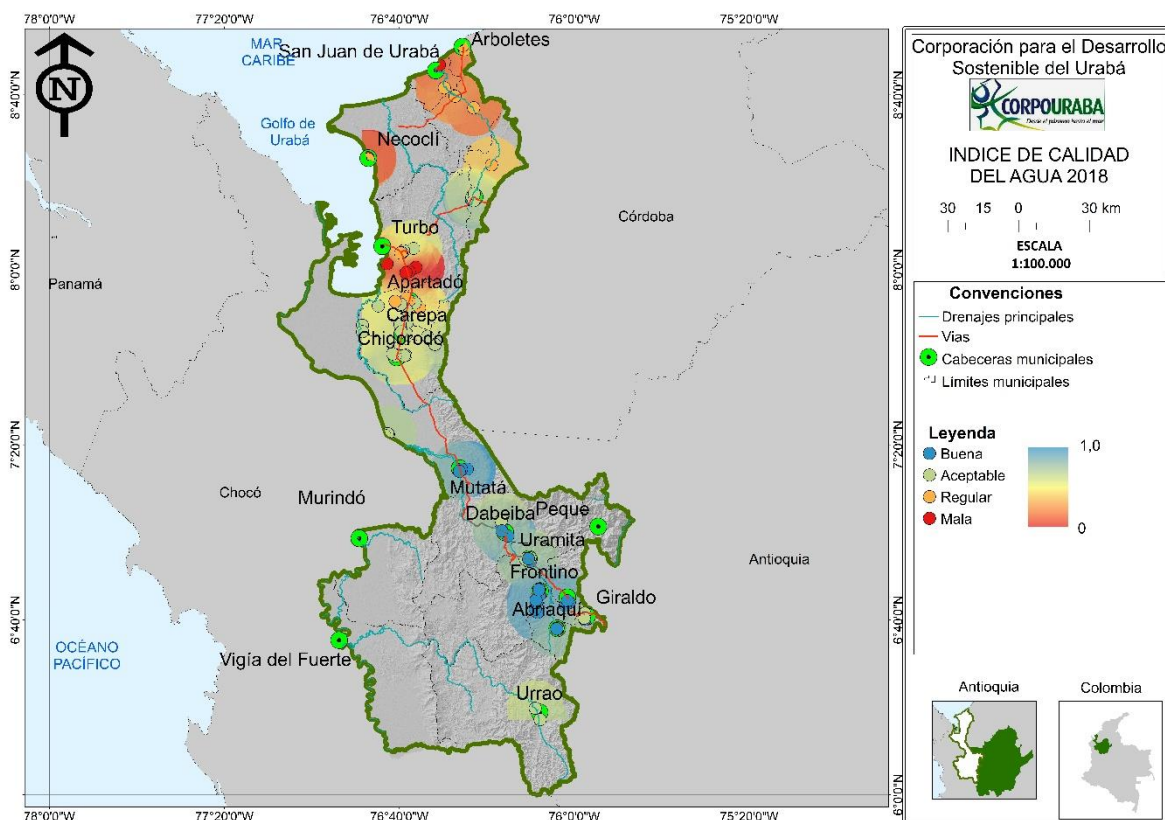 78°0'0"W
77°20'0"W
76°40'0"W
76°0'0"W
75°20'0"W
MAR
CARIBE
San Juan de Urabá
Arboletes
Golfo de
Urabá
Necoclí
Turbo
Apartadó
Carepa
Chigorodó
Córdoba
Panamá
Mutatá
Chocó
Murindó
Dabeiba
Peque
Uramita
Frontino
Abriaquí
Giraldo
Antioquia
OCÉANO
PACÍFICO
Vigía del Fuerte
Urrao
8°40'0"N
8°0'0"N
7°20'0"N
6°40'0"N
8°40'0"N
8°0'0"N
7°20'0"N
6°40'0"N
6°0'0"N
78°0'0"W
77°20'0"W
76°40'0"W
76°0'0"W
75°20'0"W
N
Corporación para el Desarrollo
Sostenible del Urabá
CORPOURABA
INDICE DE CALIDAD
DEL AGUA 2018
30 15 0 30 km
ESCALA
1:100.000
Convenciones
Drenajes principales
Vias
Cabeceras municipales
Límites municipales
Leyenda
Buena
Aceptable
Regular
Mala
1,0
0
Antioquia
Colombia